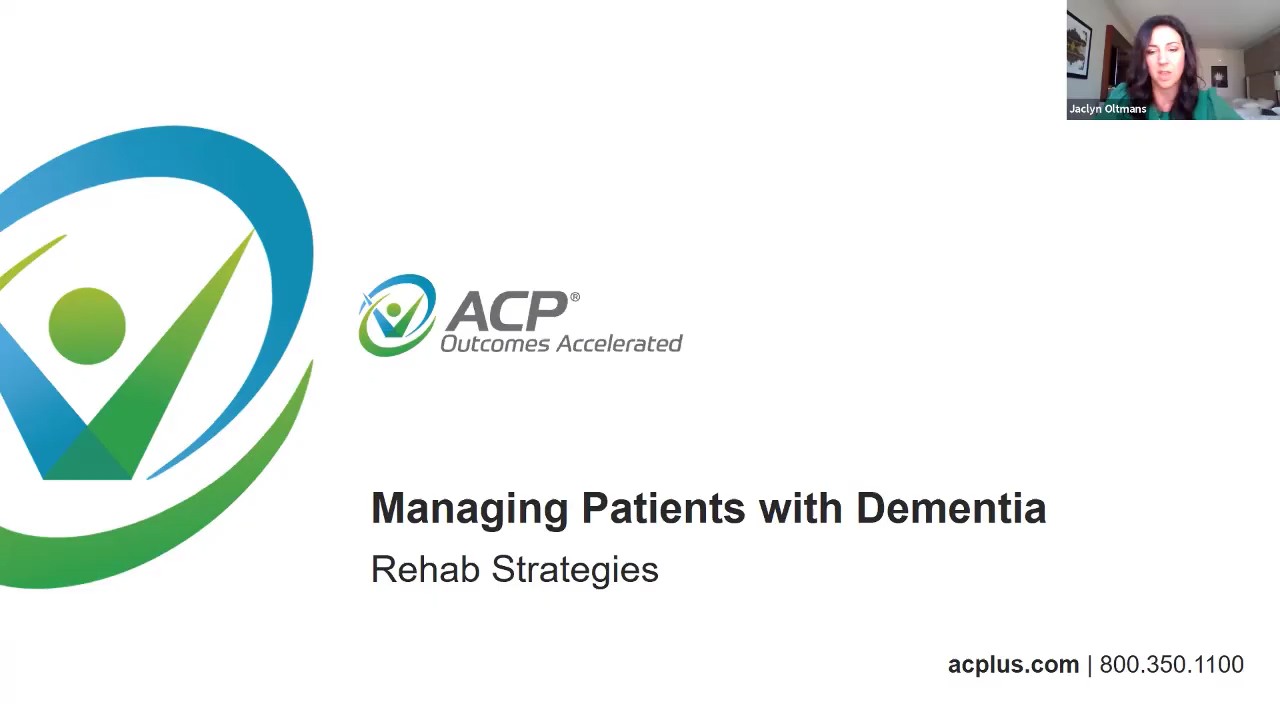 Jaclyn Oltmans
ACP®
Outcomes Accelerated
Managing Patients with Dementia
Rehab Strategies
acplus.com | 800.350.1100